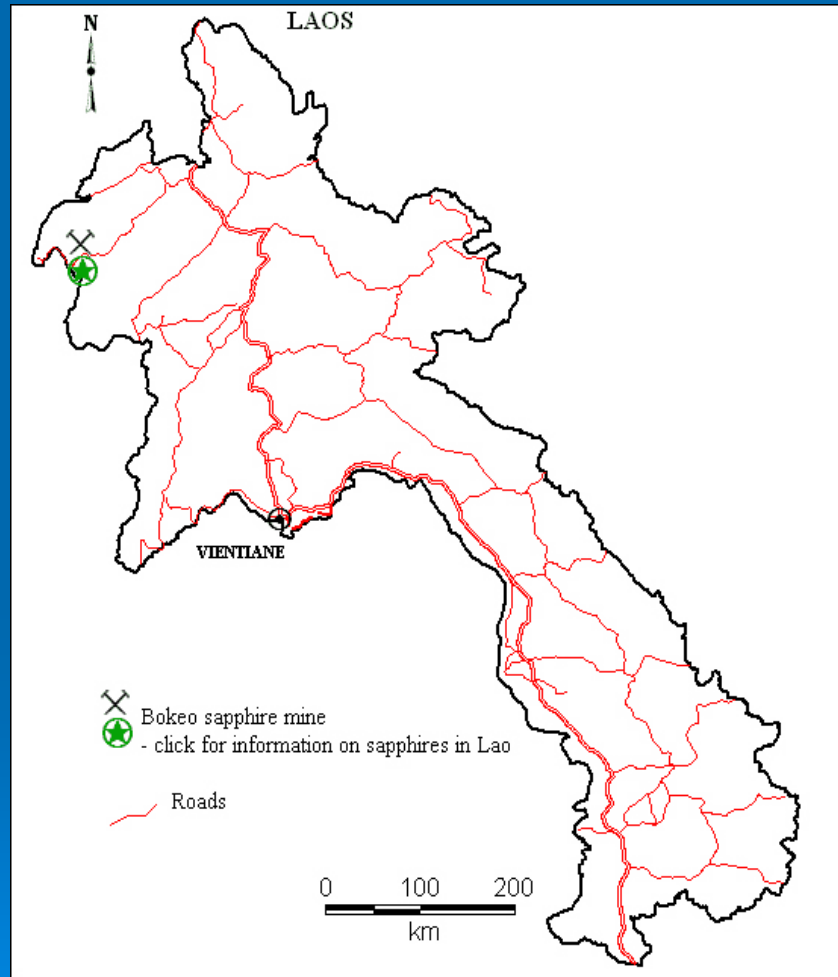 N
LAOS
VIENTIANE
Bokeo sapphire mine
- click for information on sapphires in Lao
Roads
0 100 200
km